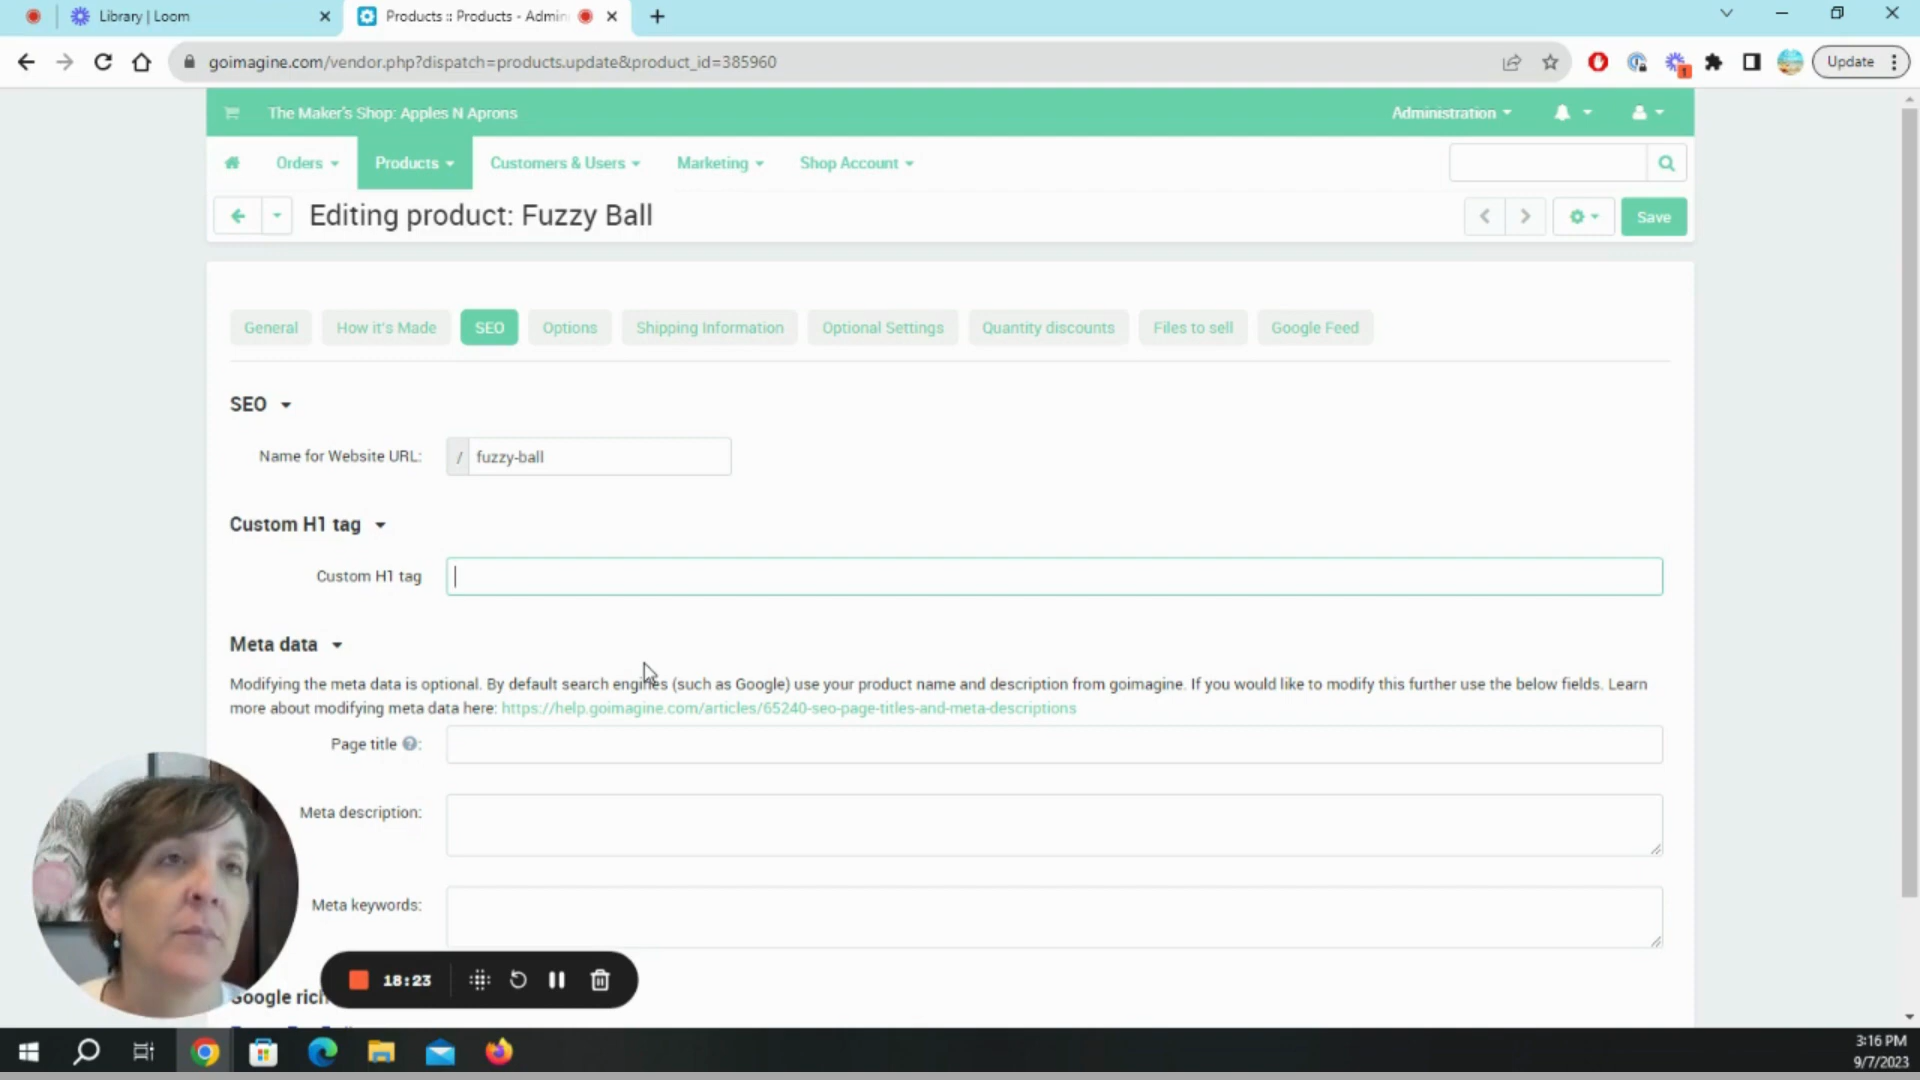 Library | Loom
Products :: Products - Admin
goimagine.com/vendor.php?dispatch=products.update&product_id=385960
1
Update
The Maker's Shop: Apples N Aprons
Administration
Orders
Products
Customers & Users
Marketing
Shop Account
Editing product: Fuzzy Ball
Save
General
How it's Made
SEO
Options
Shipping Information
Optional Settings
Quantity discounts
Files to sell
Google Feed
SEO
Name for Website URL:
/ fuzzy-ball
Custom H1 tag
Custom H1 tag
Meta data
Modifying the meta data is optional. By default search engines (such as Google) use your product name and description from goimagine. If you would like to modify this further use the below fields. Learn
more about modifying meta data here: https://help.goimagine.com/articles/65240-seo-page-titles-and-meta-descriptions
Page title ?:
Meta description:
Meta keywords:
18:23
Google rich
3:16 PM
9/7/2023